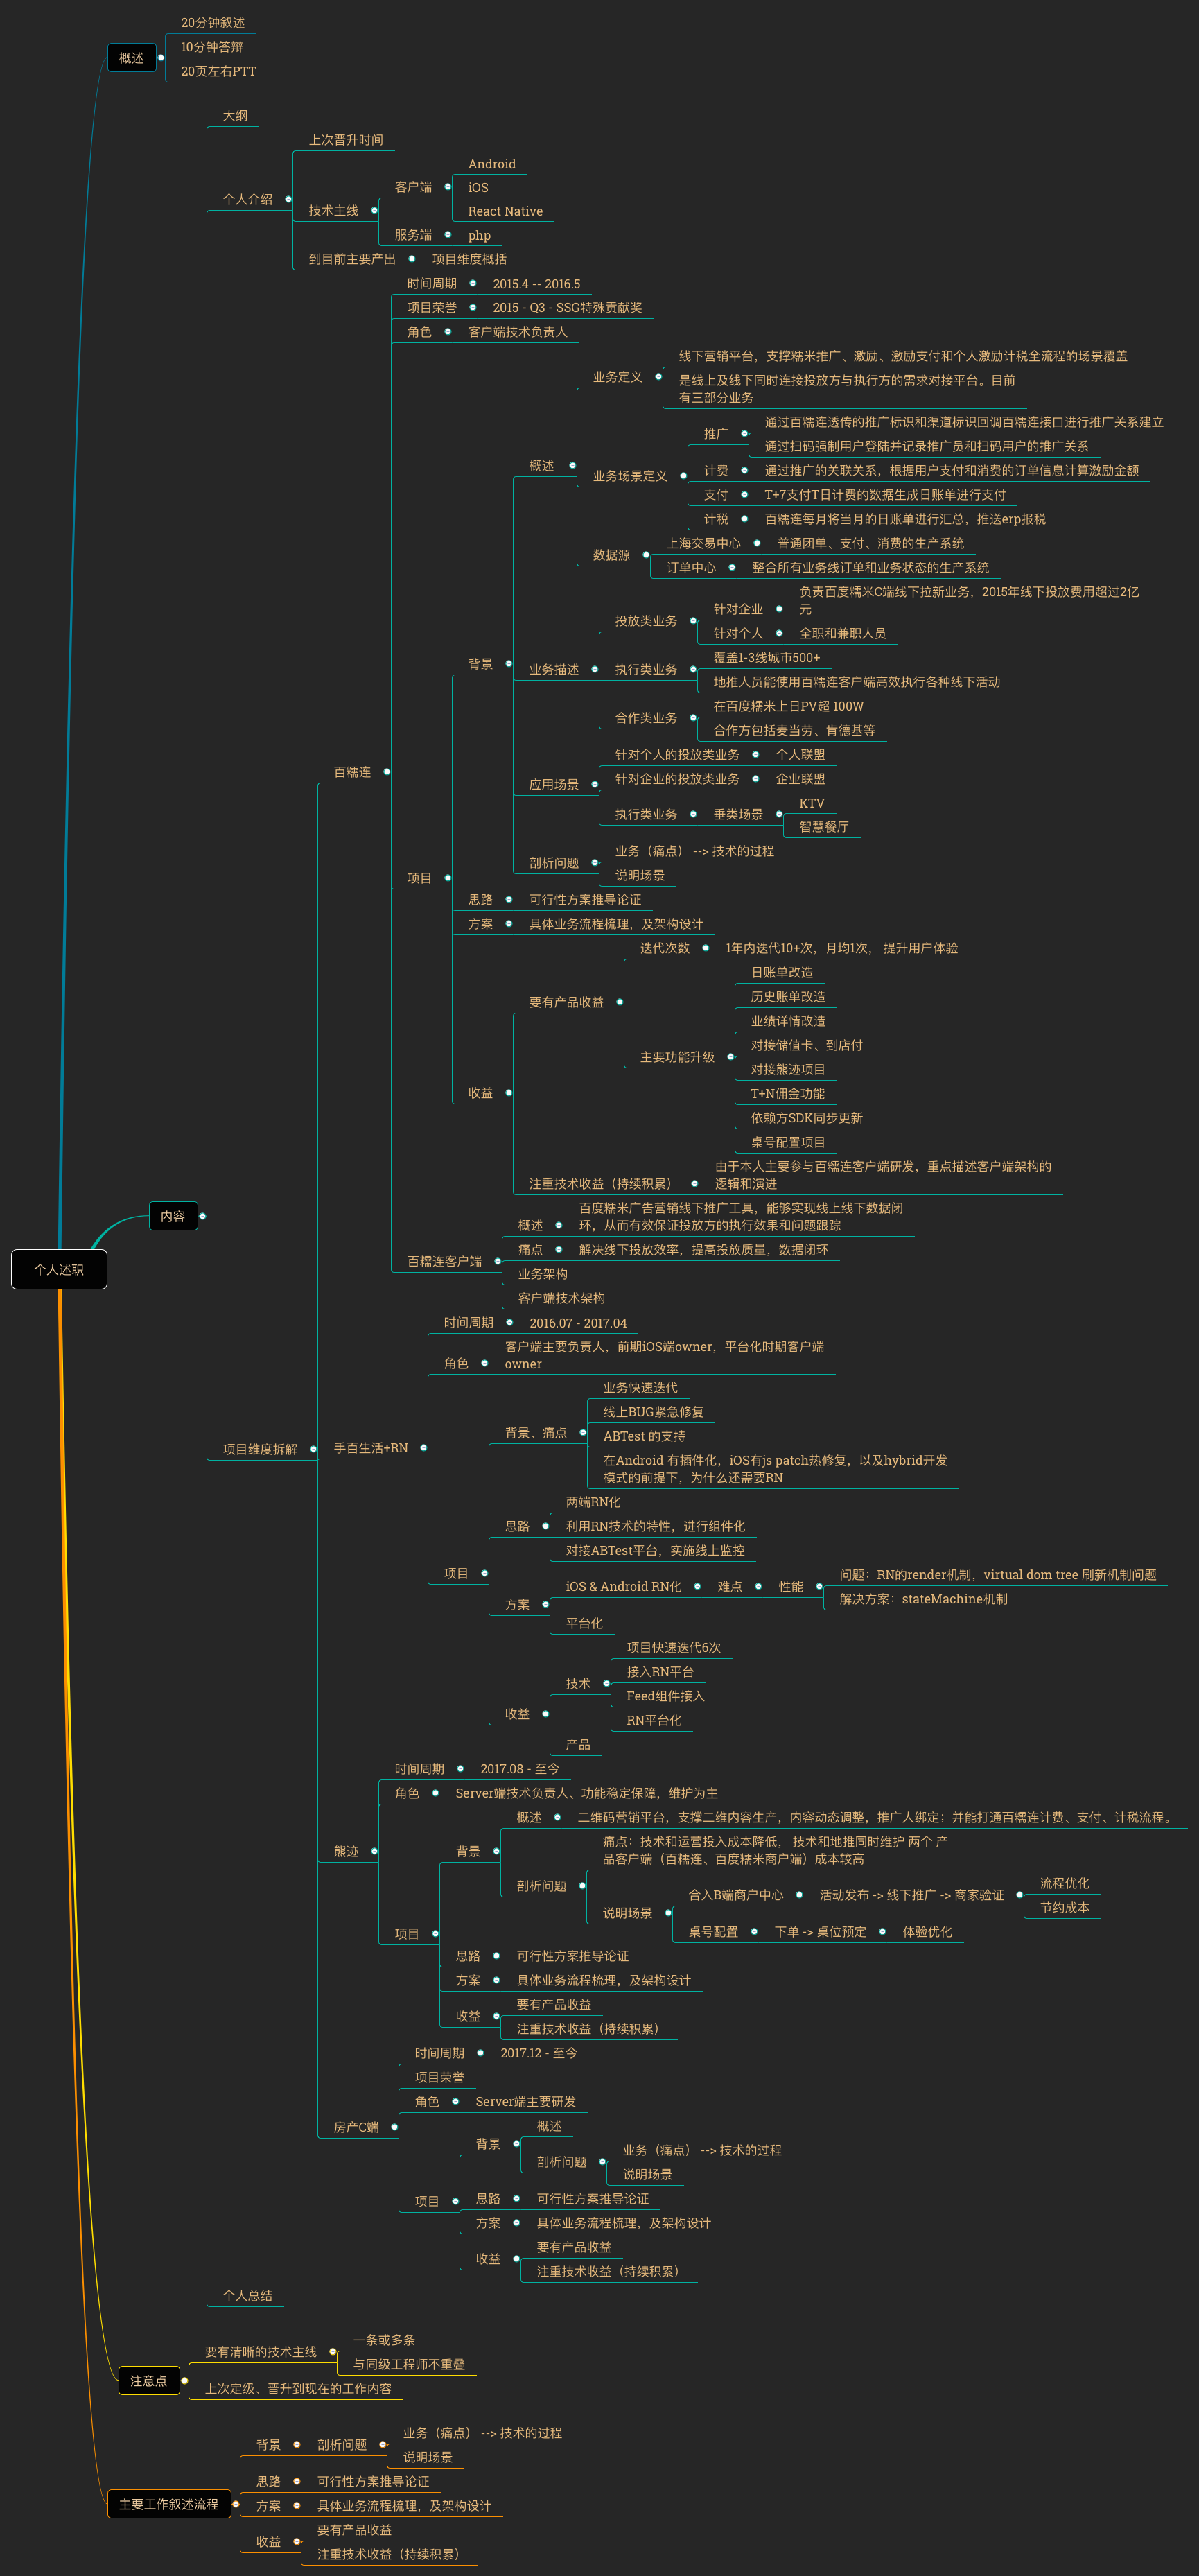 20分钟叙述
10分钟答辩
概述
20页左右PTT
大纲
上次晋升时间
Android
客户端
iOS
个人介绍
React Native
技术主线
服务端
php
到目前主要产出
项目维度概括
时间周期
2015.4 -- 2016.5
项目荣誉
2015 - Q3 - SSG特殊贡献奖
角色
客户端技术负责人
线下营销平台，支撑糯米推广、激励、激励支付和个人激励计税全流程的场景覆盖
业务定义
是线上及线下同时连接投放方与执行方的需求对接平台。目前
有三部分业务
通过百糯连透传的推广标识和渠道标识回调百糯连接口进行推广关系建立
推广
通过扫码强制用户登陆并记录推广员和扫码用户的推广关系
概述
业务场景定义
计费
通过推广的关联关系，根据用户支付和消费的订单信息计算激励金额
支付
T+7支付T日计费的数据生成日账单进行支付
计税
百糯连每月将当月的日账单进行汇总，推送erp报税
上海交易中心
普通团单、支付、消费的生产系统
数据源
订单中心
整合所有业务线订单和业务状态的生产系统
负责百度糯米C端线下拉新业务，2015年线下投放费用超过2亿
元
针对企业
投放类业务
针对个人
全职和兼职人员
背景
业务描述
覆盖1-3线城市500+
执行类业务
地推人员能使用百糯连客户端高效执行各种线下活动
在百度糯米上日PV超 100W
合作类业务
合作方包括麦当劳、肯德基等
针对个人的投放类业务
个人联盟
百糯连
应用场景
针对企业的投放类业务
企业联盟
KTV
执行类业务
垂类场景
智慧餐厅
业务（痛点） --> 技术的过程
剖析问题
说明场景
项目
思路
可行性方案推导论证
方案
具体业务流程梳理，及架构设计
迭代次数
1年内迭代10+次，月均1次， 提升用户体验
日账单改造
历史账单改造
要有产品收益
业绩详情改造
对接储值卡、到店付
主要功能升级
对接熊迹项目
收益
T+N佣金功能
依赖方SDK同步更新
桌号配置项目
由于本人主要参与百糯连客户端研发，重点描述客户端架构的
逻辑和演进
注重技术收益（持续积累）
百度糯米广告营销线下推广工具，能够实现线上线下数据闭
环，从而有效保证投放方的执行效果和问题跟踪
概述
痛点
解决线下投放效率，提高投放质量，数据闭环
百糯连客户端
业务架构
客户端技术架构
内容
个人述职
时间周期
2016.07 - 2017.04
客户端主要负责人，前期iOS端owner，平台化时期客户端
owner
角色
业务快速迭代
线上BUG紧急修复
背景、痛点
ABTest 的支持
在Android 有插件化，iOS有js patch热修复，以及hybrid开发
模式的前提下，为什么还需要RN
项目维度拆解
手百生活+RN
两端RN化
思路
利用RN技术的特性，进行组件化
对接ABTest平台，实施线上监控
项目
问题：RN的render机制，virtual dom tree 刷新机制问题
iOS & Android RN化
难点
性能
解决方案：stateMachine机制
方案
平台化
项目快速迭代6次
技术
接入RN平台
Feed组件接入
收益
RN平台化
产品
时间周期
2017.08 - 至今
角色
Server端技术负责人、功能稳定保障，维护为主
概述
二维码营销平台，支撑二维内容生产，内容动态调整，推广人绑定；并能打通百糯连计费、支付、计税流程。
熊迹
背景
痛点：技术和运营投入成本降低， 技术和地推同时维护 两个 产
品客户端（百糯连、百度糯米商户端）成本较高
剖析问题
流程优化
合入B端商户中心
活动发布 -> 线下推广 -> 商家验证
节约成本
说明场景
桌号配置
下单 -> 桌位预定
体验优化
项目
思路
可行性方案推导论证
方案
具体业务流程梳理，及架构设计
要有产品收益
收益
注重技术收益（持续积累）
时间周期
2017.12 - 至今
项目荣誉
角色
Server端主要研发
房产C端
概述
背景
业务（痛点） --> 技术的过程
剖析问题
说明场景
项目
思路
可行性方案推导论证
方案
具体业务流程梳理，及架构设计
要有产品收益
收益
注重技术收益（持续积累）
个人总结
一条或多条
要有清晰的技术主线
与同级工程师不重叠
注意点
上次定级、晋升到现在的工作内容
业务（痛点） --> 技术的过程
背景
剖析问题
说明场景
思路
可行性方案推导论证
主要工作叙述流程
方案
具体业务流程梳理，及架构设计
要有产品收益
收益
注重技术收益（持续积累）